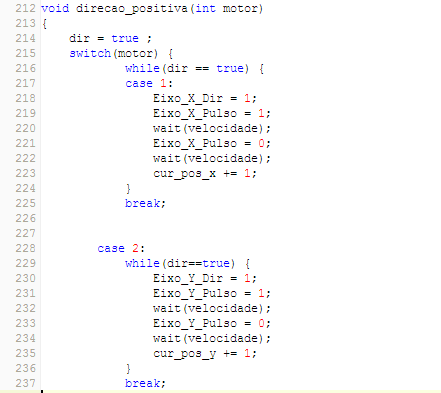 212 void direcao_positiva(int motor)
213 {
214     dir = true ;
215     switch(motor) {
216             while(dir == true) {
217             case 1:
218                 Eixo_X_Dir = 1;
219                 Eixo_X_Pulso = 1;
220                 wait(velocidade);
221                 Eixo_X_Pulso = 0;
222                 wait(velocidade);
223                 cur_pos_x += 1;
224             }
225             break;
226
227
228         case 2:
229             while(dir==true) {
230                 Eixo_Y_Dir = 1;
231                 Eixo_Y_Pulso = 1;
232                 wait(velocidade);
233                 Eixo_Y_Pulso = 0;
234                 wait(velocidade);
235                 cur_pos_y += 1;
236             }
237             break;